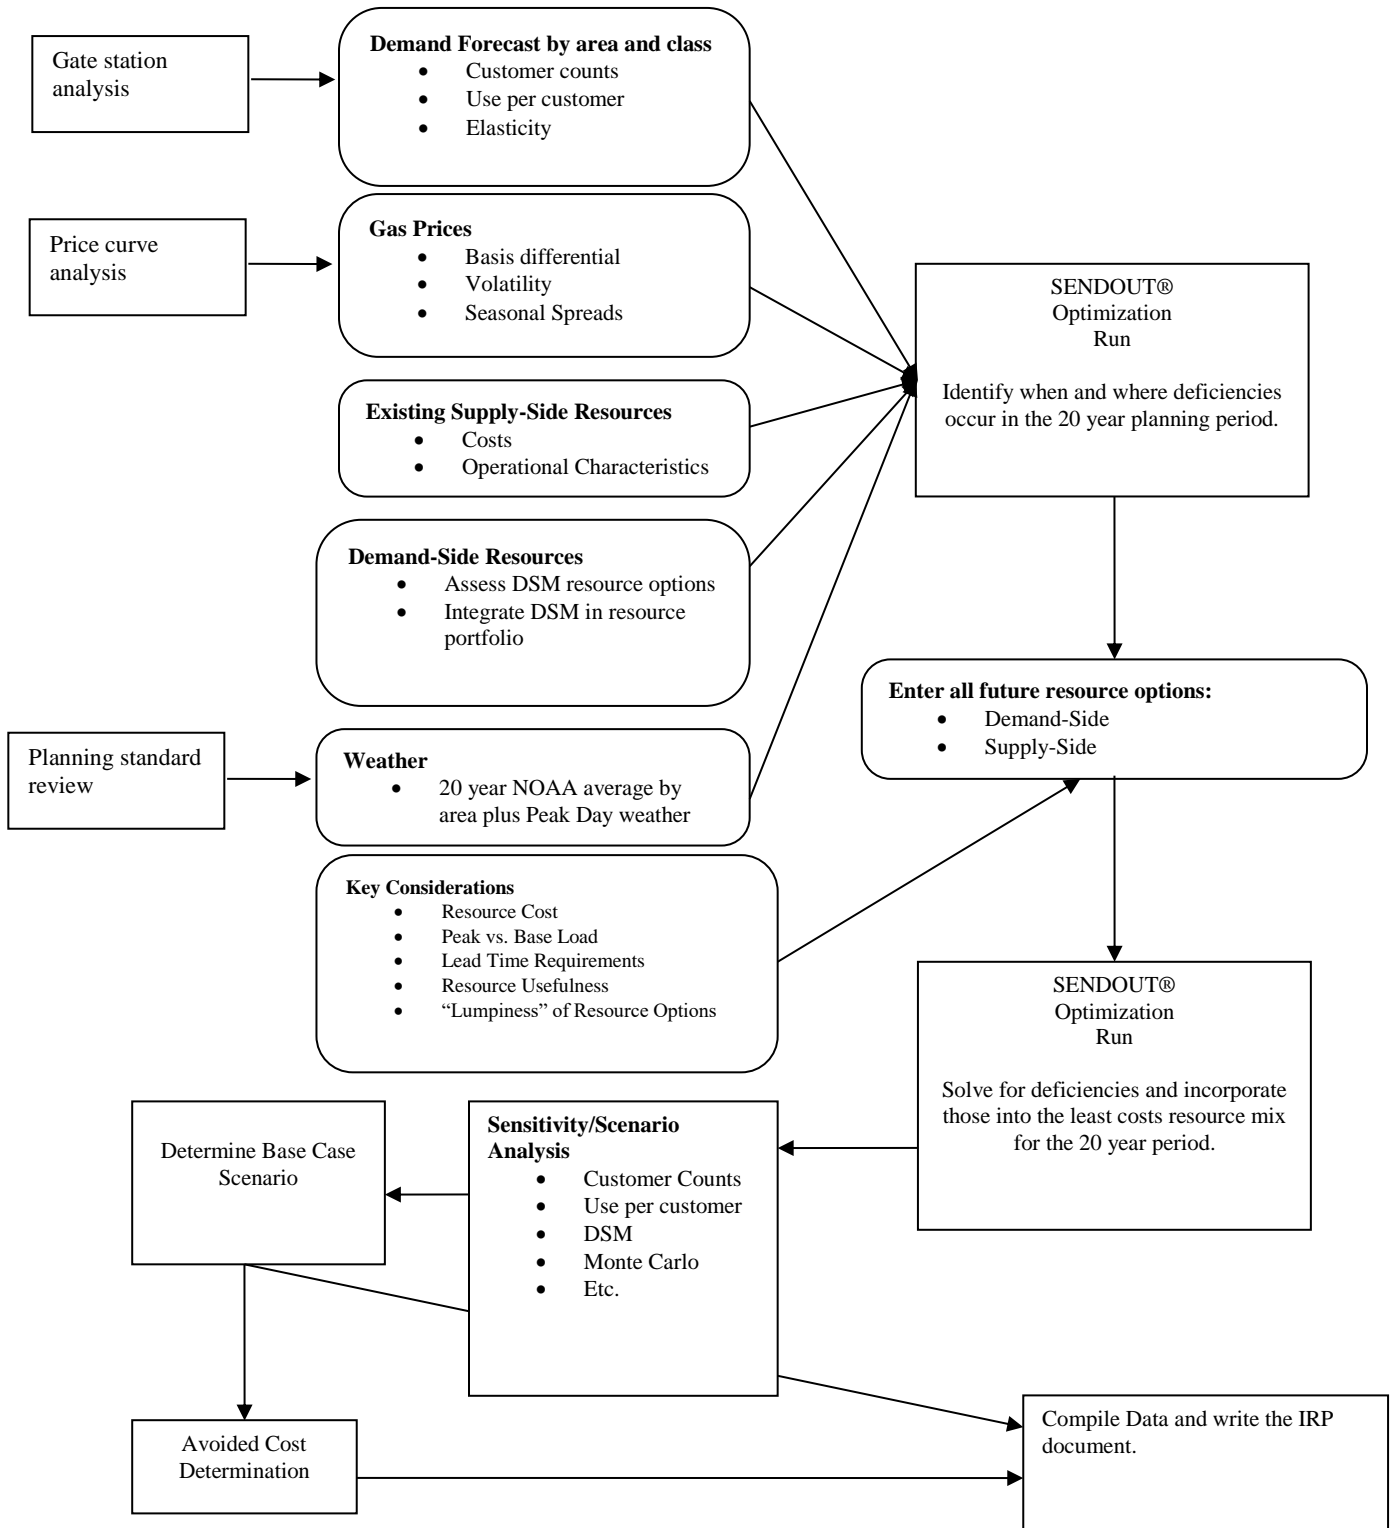 Gate station
analysis
Demand Forecast by area and class
• Customer counts
• Use per customer
• Elasticity
Price curve
analysis
Gas Prices
• Basis differential
• Volatility
• Seasonal Spreads
Existing Supply-Side Resources
• Costs
• Operational Characteristics
Demand-Side Resources
• Assess DSM resource options
• Integrate DSM in resource
portfolio
Planning standard
review
Weather
• 20 year NOAA average by
area plus Peak Day weather
Key Considerations
• Resource Cost
• Peak vs. Base Load
• Lead Time Requirements
• Resource Usefulness
• “Lumpiness” of Resource Options
SENDOUT®
Optimization
Run
Identify when and where deficiencies
occur in the 20 year planning period.
Enter all future resource options:
• Demand-Side
• Supply-Side
SENDOUT®
Optimization
Run
Solve for deficiencies and incorporate
those into the least costs resource mix
for the 20 year period.
Sensitivity/Scenario
Analysis
• Customer Counts
• Use per customer
• DSM
• Monte Carlo
• Etc.
Determine Base Case
Scenario
Avoided Cost
Determination
Compile Data and write the IRP
document.